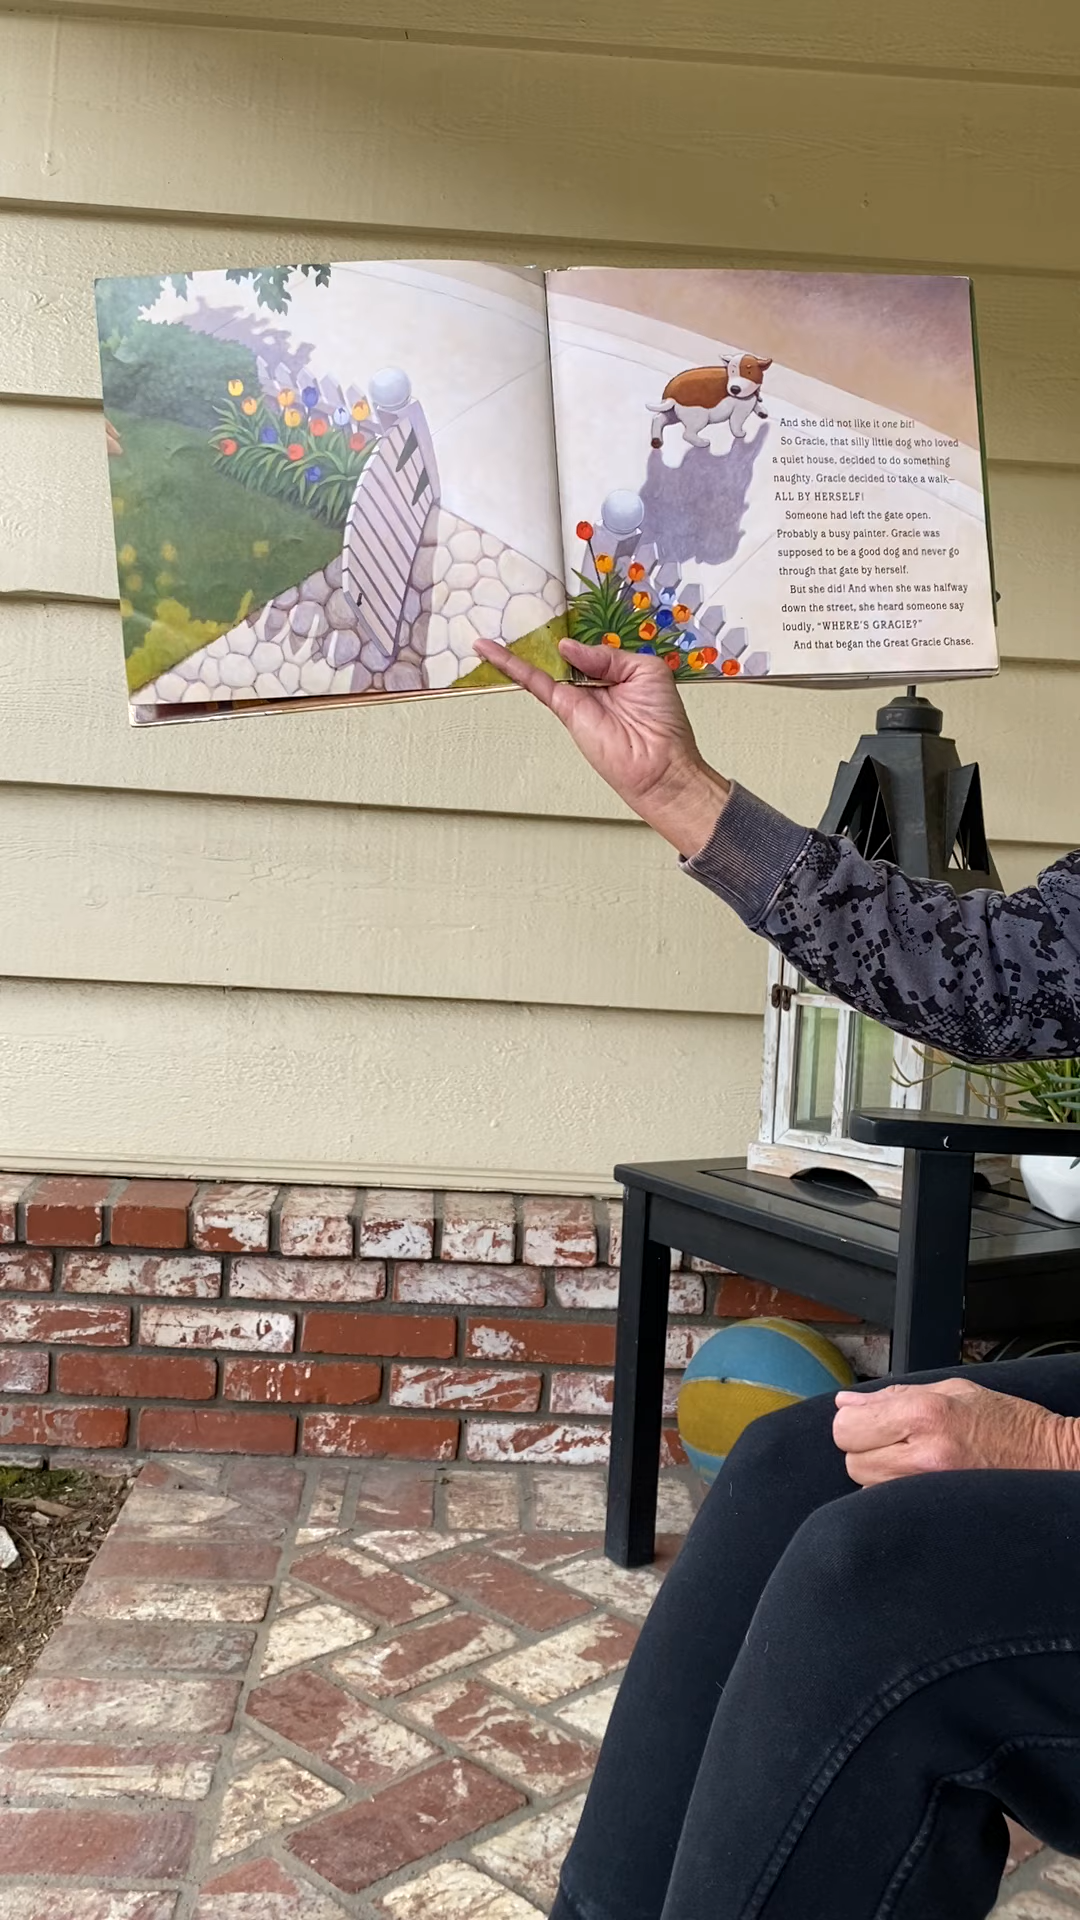 And she did not like it one bit!
So Gracie, that silly little dog who loved
a quiet house, decided to do something
naughty. Gracie decided to take a walk—
ALL BY HERSELF!
Someone had left the gate open.
Probably a busy painter. Gracie was
supposed to be a good dog and never go
through that gate by herself.
But she did! And when she was halfway
down the street, she heard someone say
loudly, “WHERE'S GRACIE?”
And that began the Great Gracie Chase.